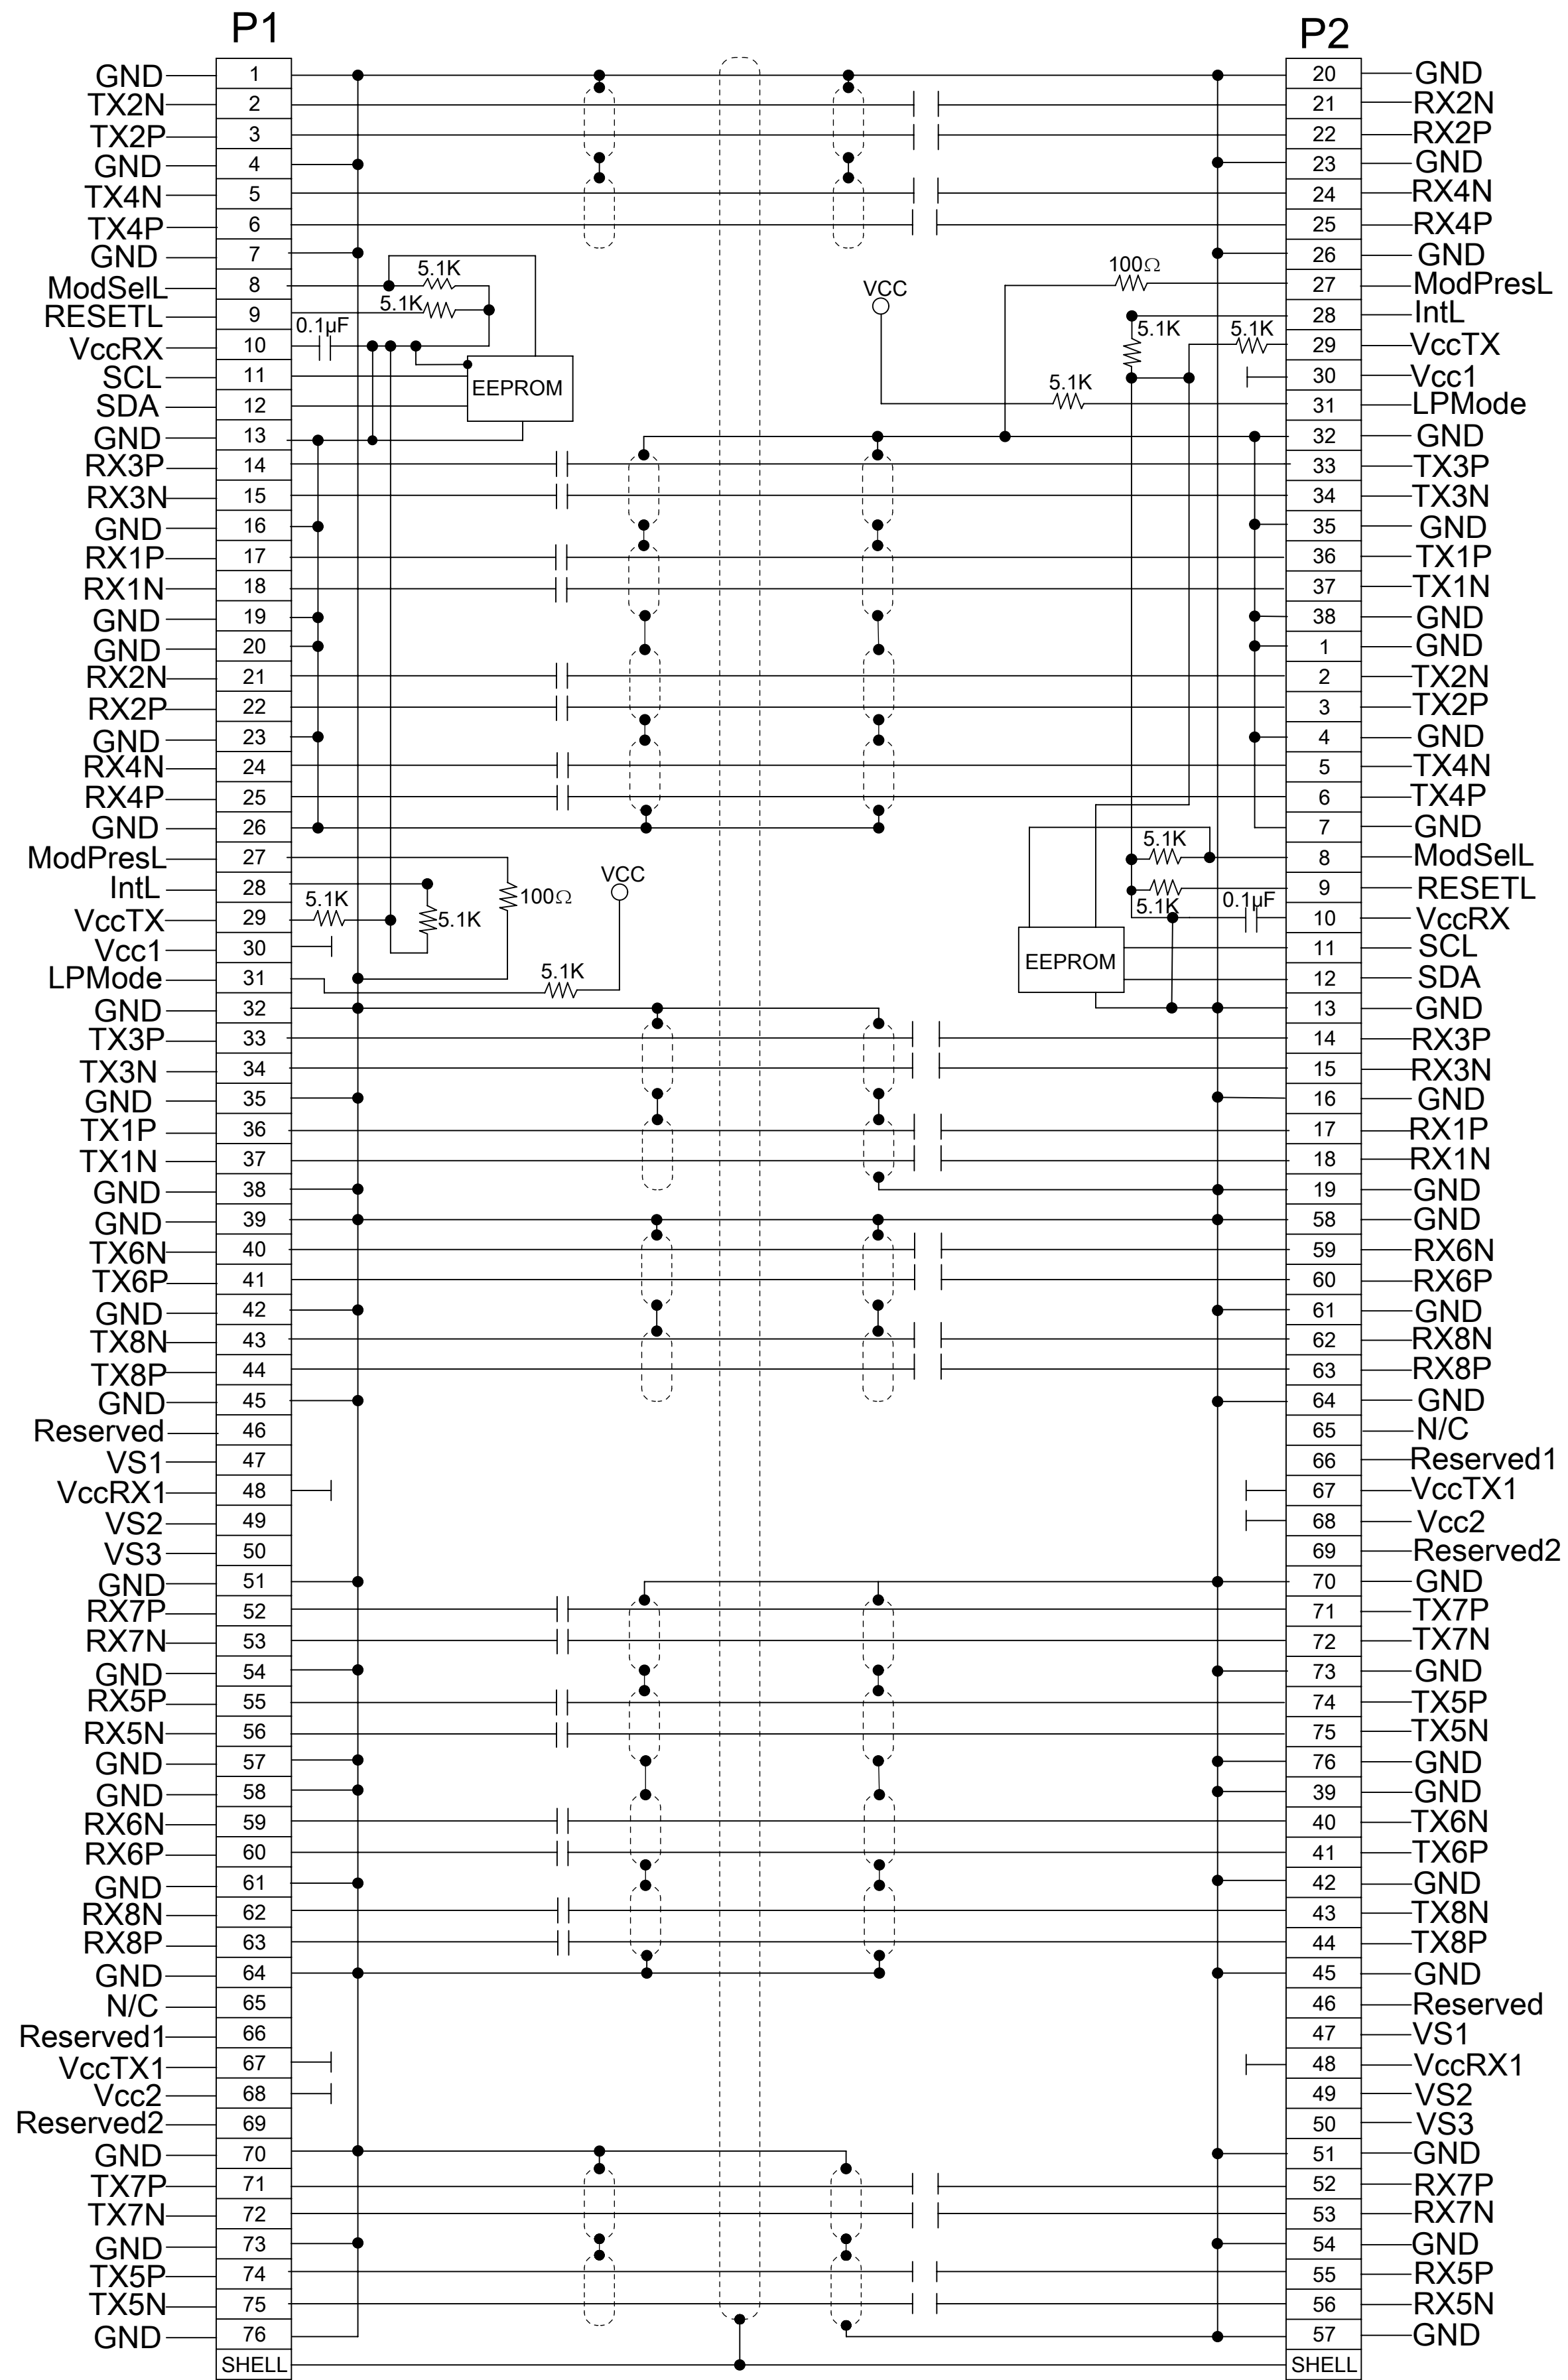 P1 P2
GND 1 20 GND
TX2N 2 21 RX2N
TX2P 3 22 RX2P
GND 4 23 GND
TX4N 5 24 RX4N
TX4P 6 25 RX4P
GND 7 26 GND
ModSelL 8 5.1K 100Ω 27 ModPresL
RESETL 9 5.1K VCC 28 IntL
VccRX 10 0.1µF 5.1K 5.1K 29 VccTX
SCL 11 EEPROM 30 Vcc1
SDA 12 5.1K 31 LPMode
GND 13 32 GND
RX3P 14 33 TX3P
RX3N 15 34 TX3N
GND 16 35 GND
RX1P 17 36 TX1P
RX1N 18 37 TX1N
GND 19 38 GND
GND 20 1 GND
RX2N 21 2 TX2N
RX2P 22 3 TX2P
GND 23 4 GND
RX4N 24 5 TX4N
RX4P 25 6 TX4P
GND 26 7 GND
ModPresL 27 5.1K 8 ModSelL
IntL 28 100Ω VCC 9 RESETL
VccTX 29 5.1K 5.1K 5.1K 0.1µF 10 VccRX
Vcc1 30 EEPROM 11 SCL
LPMode 31 5.1K 12 SDA
GND 32 13 GND
TX3P 33 14 RX3P
TX3N 34 15 RX3N
GND 35 16 GND
TX1P 36 17 RX1P
TX1N 37 18 RX1N
GND 38 19 GND
GND 39 58 GND
TX6N 40 59 RX6N
TX6P 41 60 RX6P
GND 42 61 GND
TX8N 43 62 RX8N
TX8P 44 63 RX8P
GND 45 64 GND
Reserved 46 65 N/C
VS1 47 66 Reserved1
VccRX1 48 67 VccTX1
VS2 49 68 Vcc2
VS3 50 69 Reserved2
GND 51 70 GND
RX7P 52 71 TX7P
RX7N 53 72 TX7N
GND 54 73 GND
RX5P 55 74 TX5P
RX5N 56 75 TX5N
GND 57 76 GND
GND 58 39 GND
RX6N 59 40 TX6N
RX6P 60 41 TX6P
GND 61 42 GND
RX8N 62 43 TX8N
RX8P 63 44 TX8P
GND 64 45 GND
N/C 65 46 Reserved
Reserved1 66 47 VS1
VccTX1 67 48 VccRX1
Vcc2 68 49 VS2
Reserved2 69 50 VS3
GND 70 51 GND
TX7P 71 52 RX7P
TX7N 72 53 RX7N
GND 73 54 GND
TX5P 74 55 RX5P
TX5N 75 56 RX5N
GND 76 57 GND
SHELL SHELL